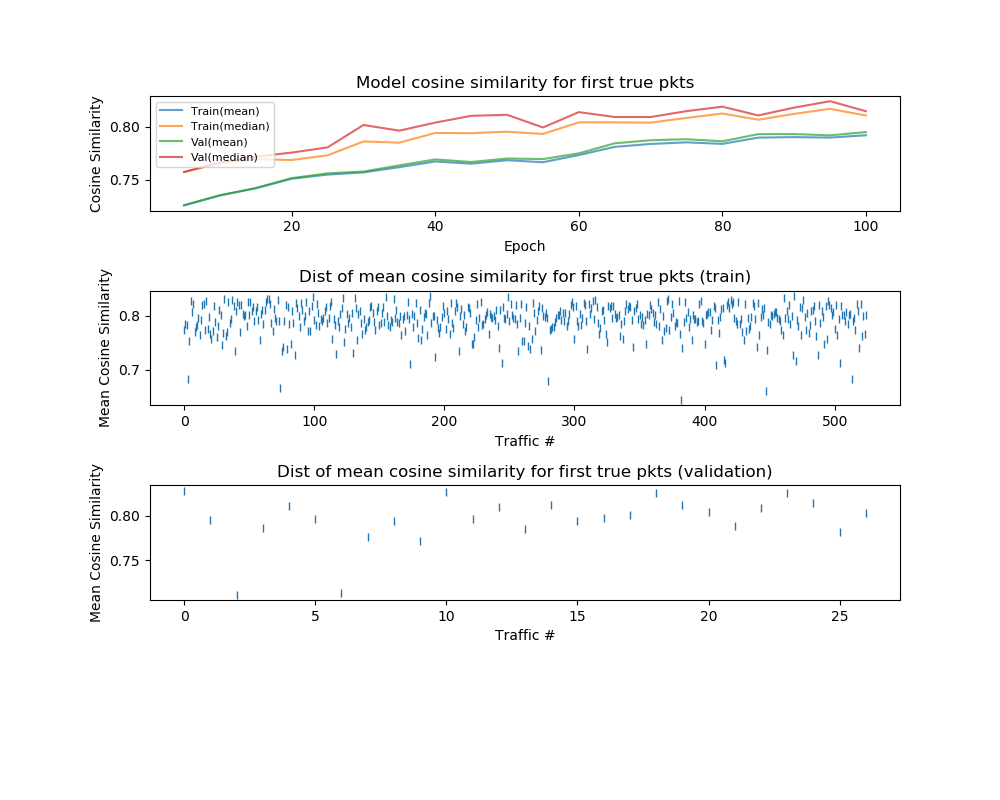 Model cosine similarity for first true pkts
Cosine Similarity
0.80
0.75
Train(mean)
Train(median)
Val(mean)
Val(median)
20 40 60 80 100
Epoch
Dist of mean cosine similarity for first true pkts (train)
Mean Cosine Similarity
0.8
0.7
0 100 200 300 400 500
Traffic #
Dist of mean cosine similarity for first true pkts (validation)
Mean Cosine Similarity
0.80
0.75
0 5 10 15 20 25
Traffic #